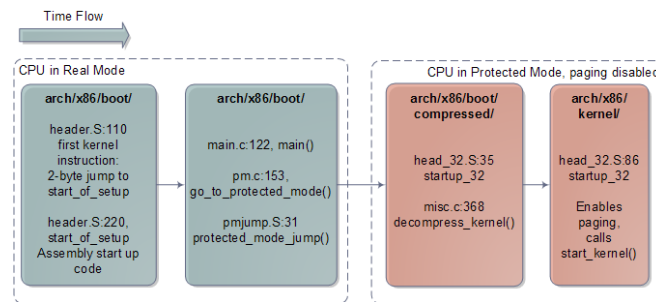 Time Flow
CPU in Real Mode
arch/x86/boot/
header.S:110
first kernel
instruction:
2-byte jump to
start_of_setup
header.S:220,
start_of_setup
Assembly start up
code
arch/x86/boot/
main.c:122, main()
pm.c:153,
go_to_protected_mode()
pmjump.S:31
protected_mode_jump()
CPU in Protected Mode, paging disabled
arch/x86/boot/
compressed/
head_32.S:35
startup_32
misc.c:368
decompress_kernel()
arch/x86/
kernel/
head_32.S:86
startup_32
Enables
paging,
calls
start_kernel()